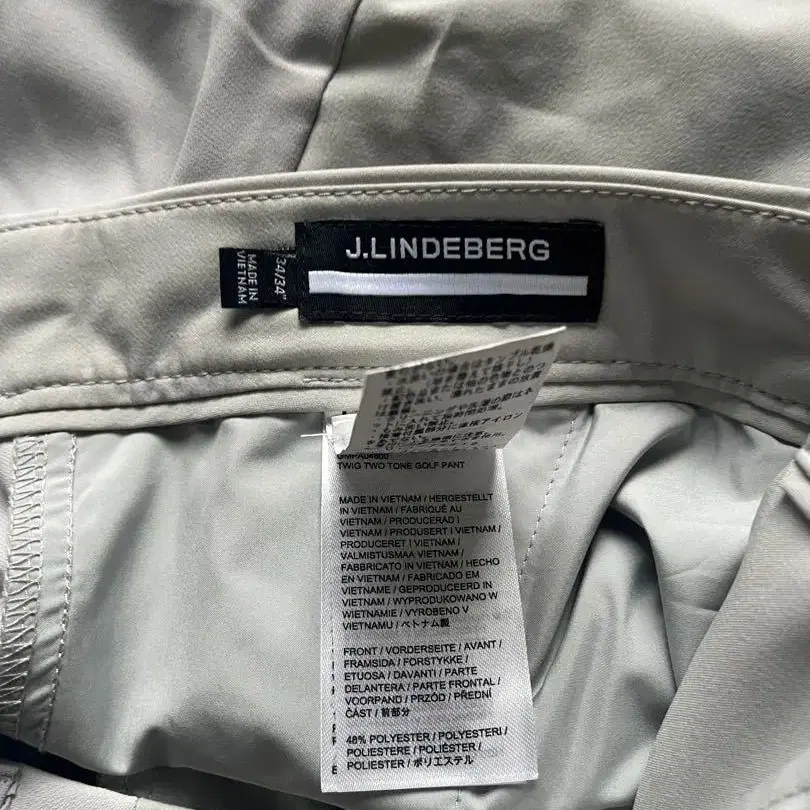 J.LINDEBERG
34/34"
MADE IN
VIETNAM
GMPA04600
TWIG TWO TONE GOLF PANT
MADE IN VIETNAM / HERGESTELLT
IN VIETNAM / FABRIQUÉ AU
VIETNAM / PRODUCERAD I
VIETNAM / PRODUSERT I VIETNAM /
PRODUCERET I VIETNAM /
VALMISTUSMAA VIETNAM /
FABBRICATO IN VIETNAM / HECHO
EN VIETNAM / FABRICADO EM
VIETNAME / GEPRODUCEERD IN
VIETNAM / WYPRODUKOWANO W
WIETNAMIE / VYROBENO V
VIETNAMU / ベトナム製
FRONT / VORDERSEITE / AVANT /
FRAMSIDA / FORSTYKKE /
ETUOSA / DAVANTI / PARTE
DELANTERA / PARTE FRONTAL /
VOORPAND / PRZÓD / PŘEDNÍ
ČÁST / 前部分
48% POLYESTER / POLYESTERI /
POLIESTERE / POLIÉSTER /
POLIESTER / ポリエステル